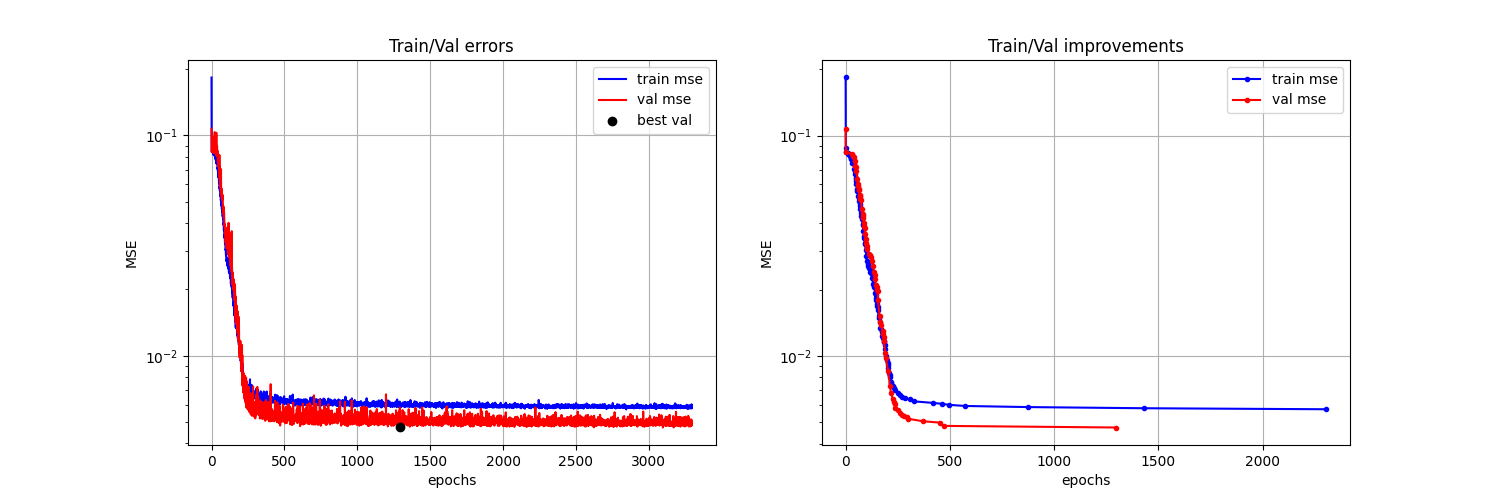 Train/Val errors
train mse
val mse
best val
MSE
10⁻¹
10⁻²
0 500 1000 1500 2000 2500 3000
epochs
Train/Val improvements
train mse
val mse
MSE
10⁻¹
10⁻²
0 500 1000 1500 2000
epochs